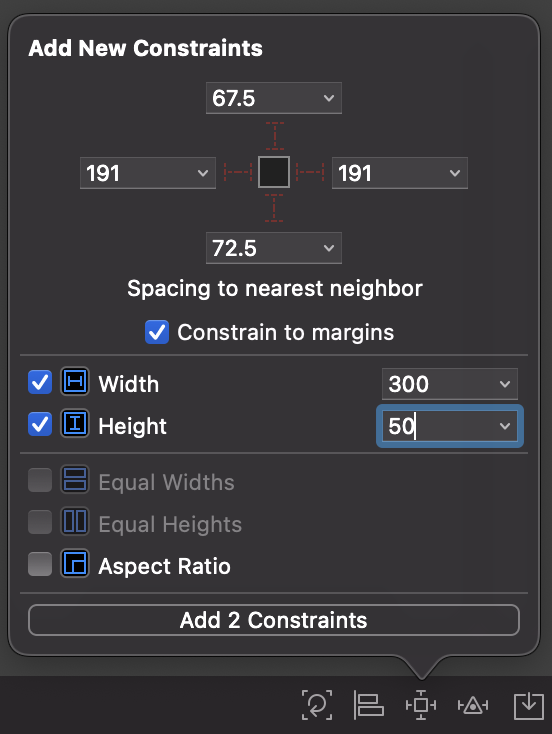 Add New Constraints
67.5
191 191
72.5
Spacing to nearest neighbor
Constrain to margins
Width 300
Height 50
Equal Widths
Equal Heights
Aspect Ratio
Add 2 Constraints